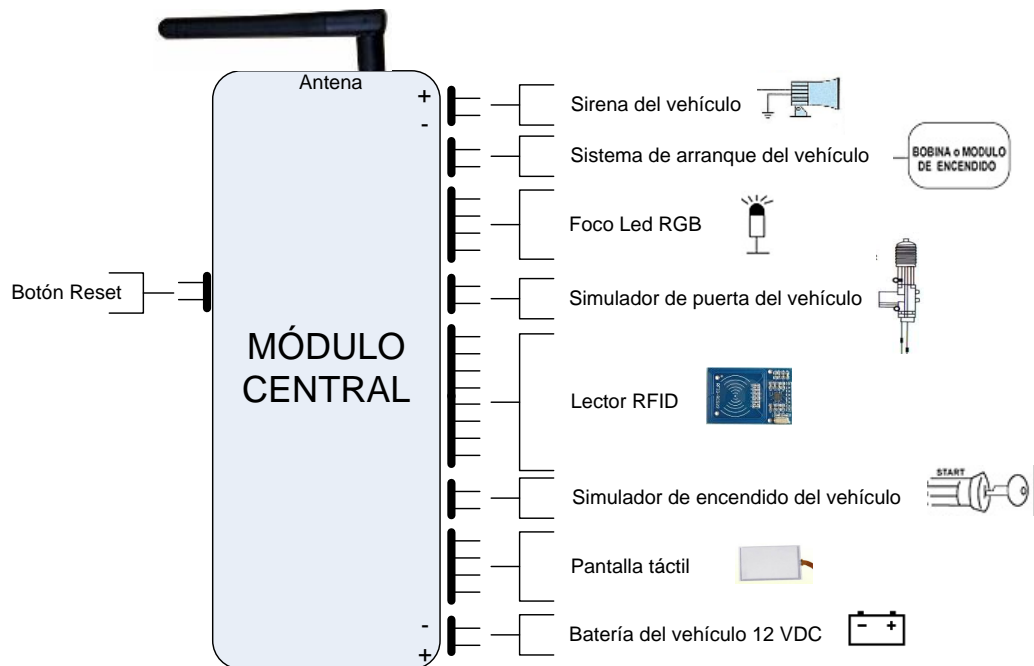 Antena
+
-
Sirena del vehículo
Sistema de arranque del vehículo
BOBINA o MODULO
DE ENCENDIDO
Foco Led RGB
Botón Reset
Simulador de puerta del vehículo
MÓDULO
CENTRAL
Lector RFID
START
Simulador de encendido del vehículo
Pantalla táctil
-
+
Batería del vehículo 12 VDC
- +